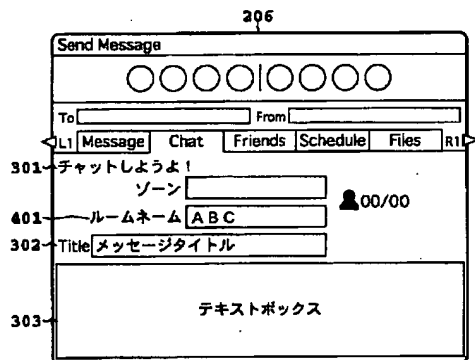 206
Send Message
To From
L1 Message Chat Friends Schedule Files R1
301 チャットしようよ!
ゾーン
00/00
401 ルームネーム ABC
302 Title メッセージタイトル
303 テキストボックス